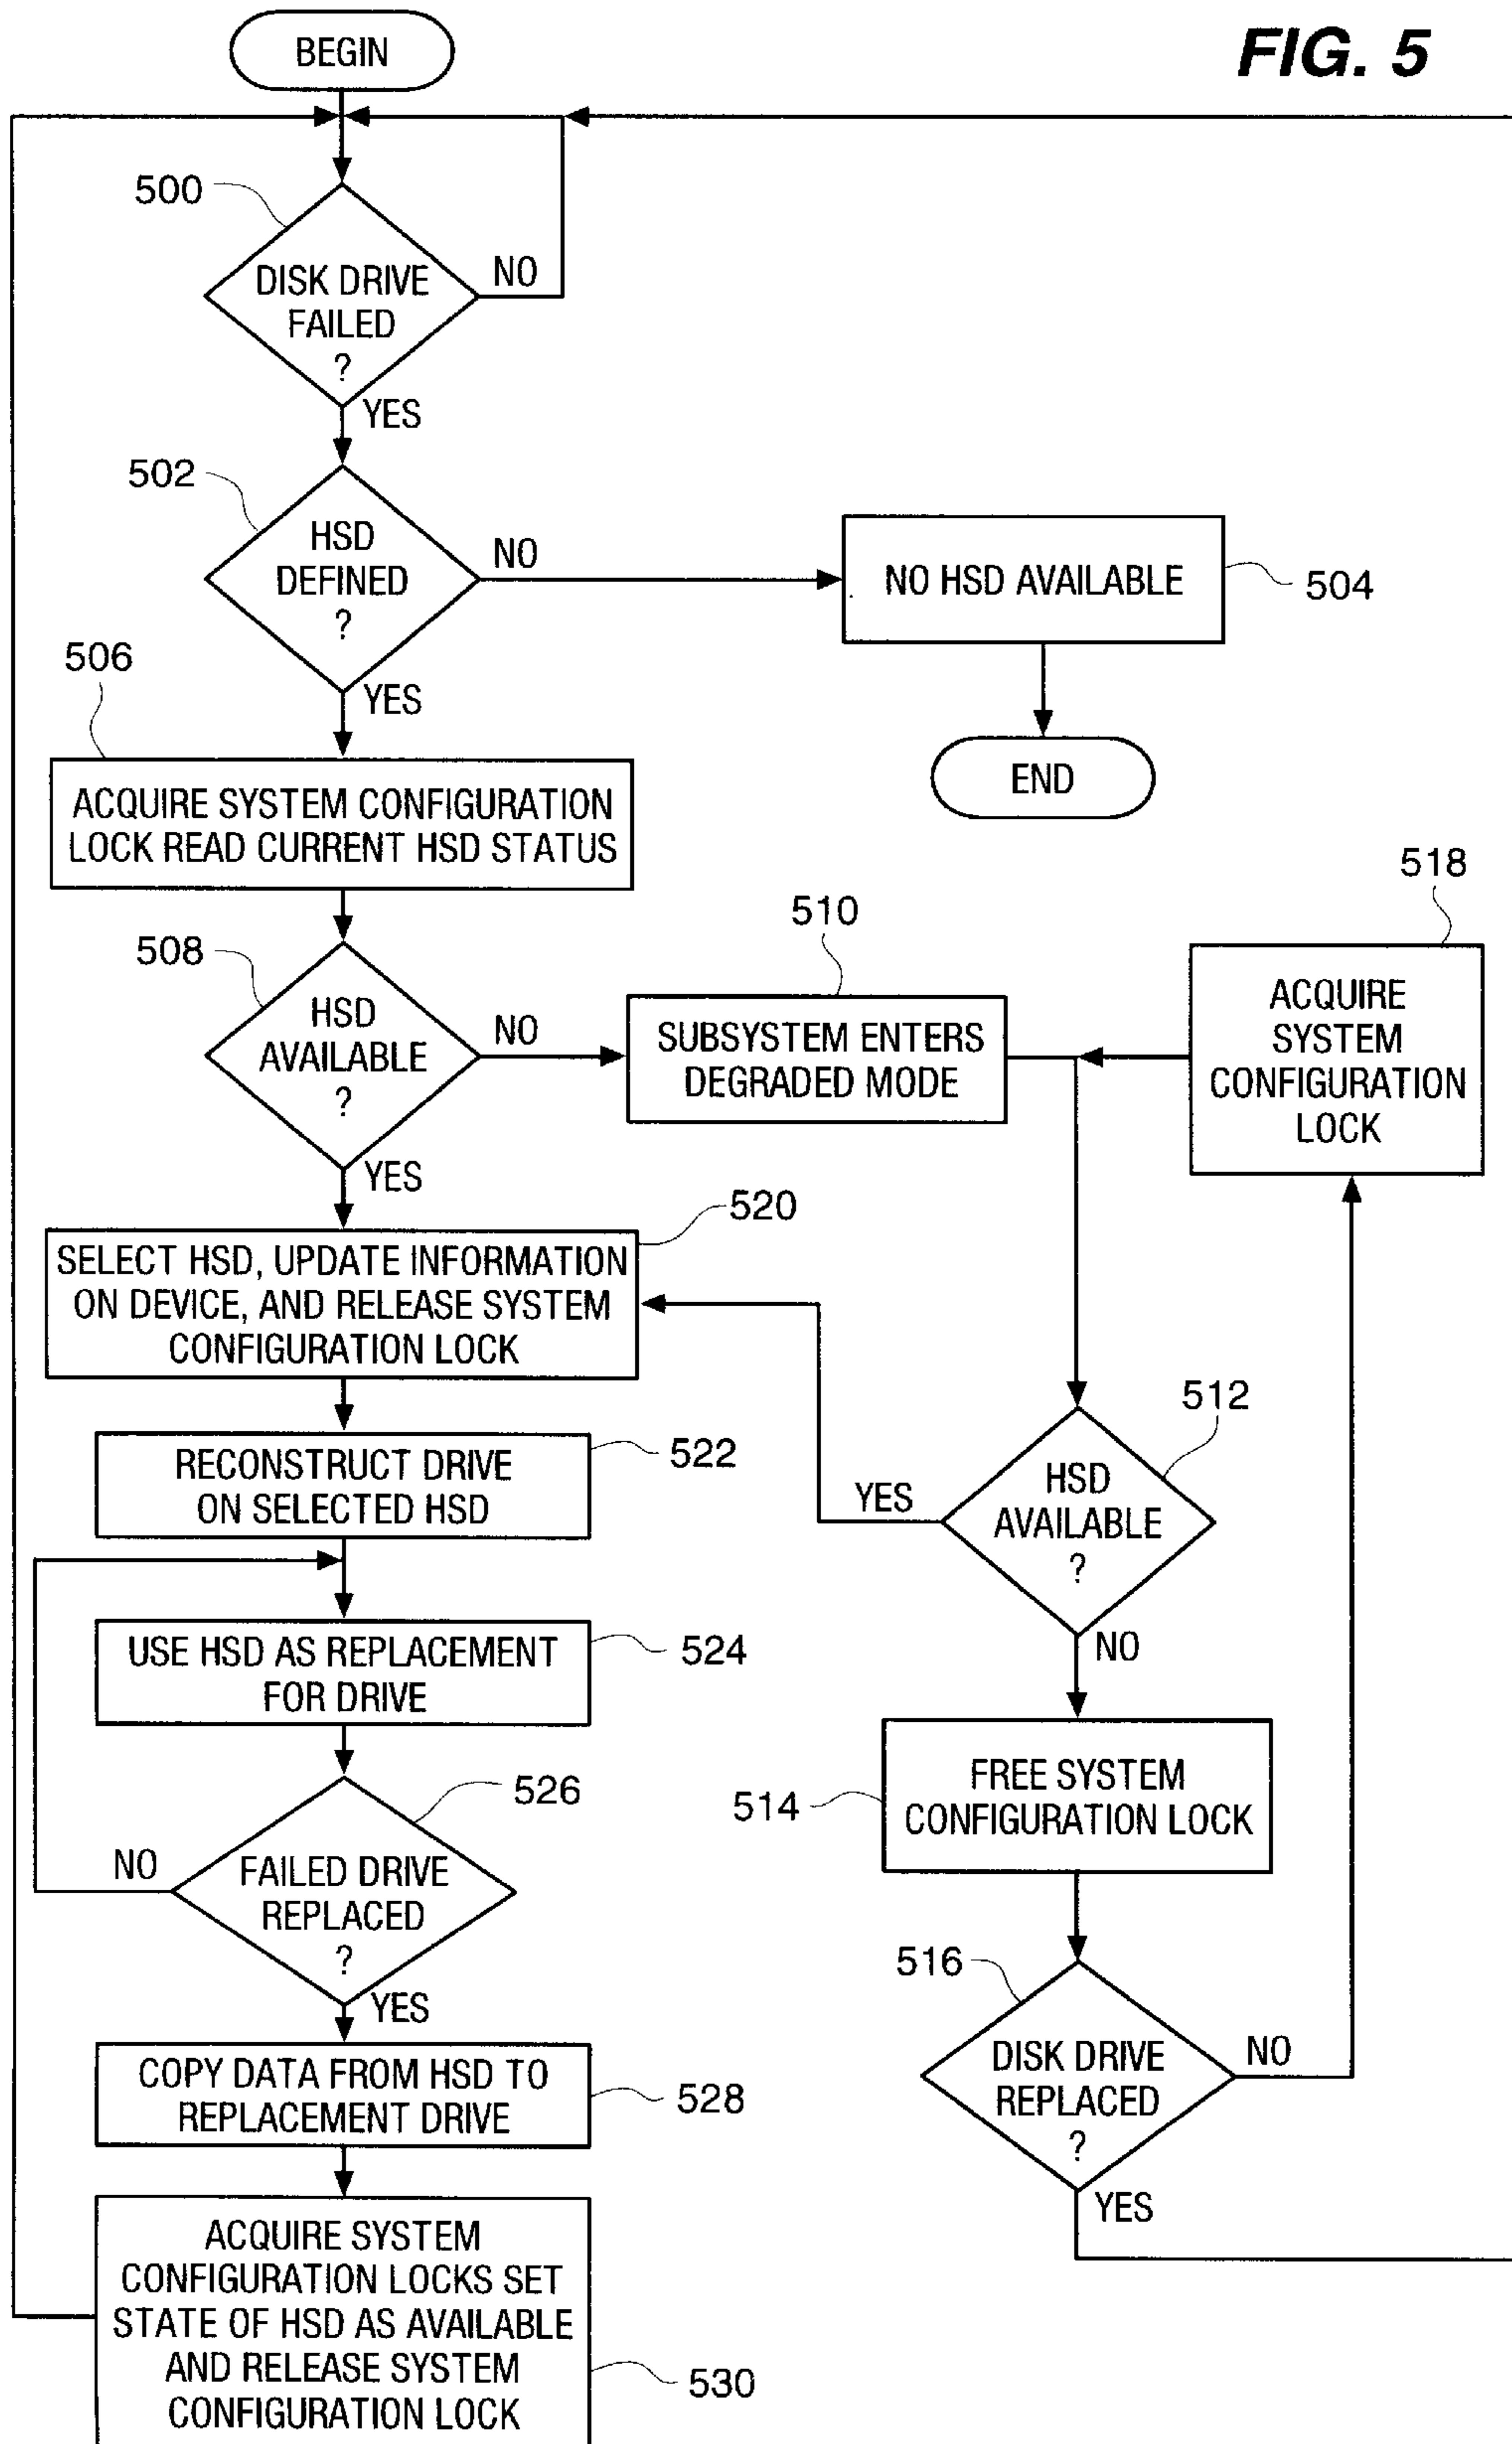 FIG. 5
BEGIN
500
DISK DRIVE
FAILED
?
NO
YES
502
HSD
DEFINED
?
NO
YES
NO HSD AVAILABLE
504
END
506
ACQUIRE SYSTEM CONFIGURATION
LOCK READ CURRENT HSD STATUS
508
HSD
AVAILABLE
?
NO
YES
510
SUBSYSTEM ENTERS
DEGRADED MODE
518
ACQUIRE
SYSTEM
CONFIGURATION
LOCK
520
SELECT HSD, UPDATE INFORMATION
ON DEVICE, AND RELEASE SYSTEM
CONFIGURATION LOCK
522
RECONSTRUCT DRIVE
ON SELECTED HSD
512
HSD
AVAILABLE
?
YES
NO
524
USE HSD AS REPLACEMENT
FOR DRIVE
514
FREE SYSTEM
CONFIGURATION LOCK
526
FAILED DRIVE
REPLACED
?
NO
YES
516
DISK DRIVE
REPLACED
?
NO
YES
528
COPY DATA FROM HSD TO
REPLACEMENT DRIVE
ACQUIRE SYSTEM
CONFIGURATION LOCKS SET
STATE OF HSD AS AVAILABLE
AND RELEASE SYSTEM
CONFIGURATION LOCK
530